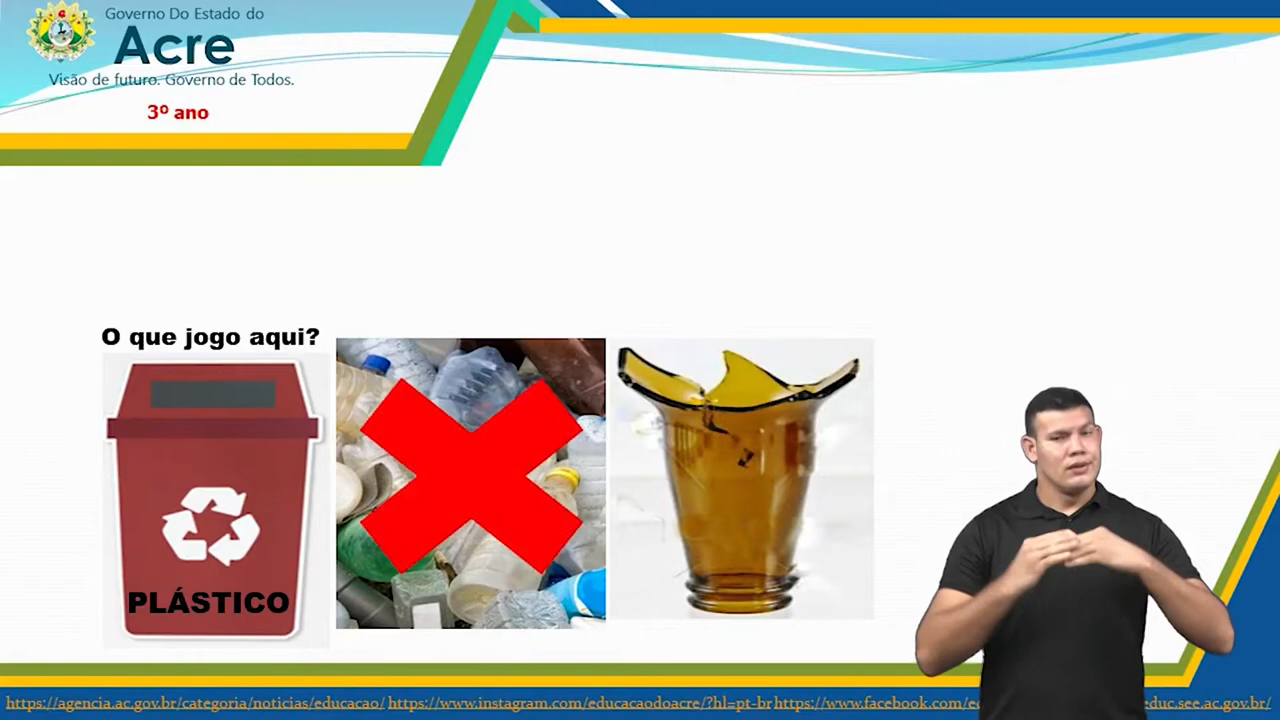 Governo Do Estado do
Acre
Visão de futuro. Governo de Todos.
3º ano
O que jogo aqui?
PLÁSTICO
https://agencia.ac.gov.br/categoria/noticias/educacao/ https://www.instagram.com/educacaodoacre/?hl=pt-br https://www.facebook.com/ educ.see.ac.gov.br/